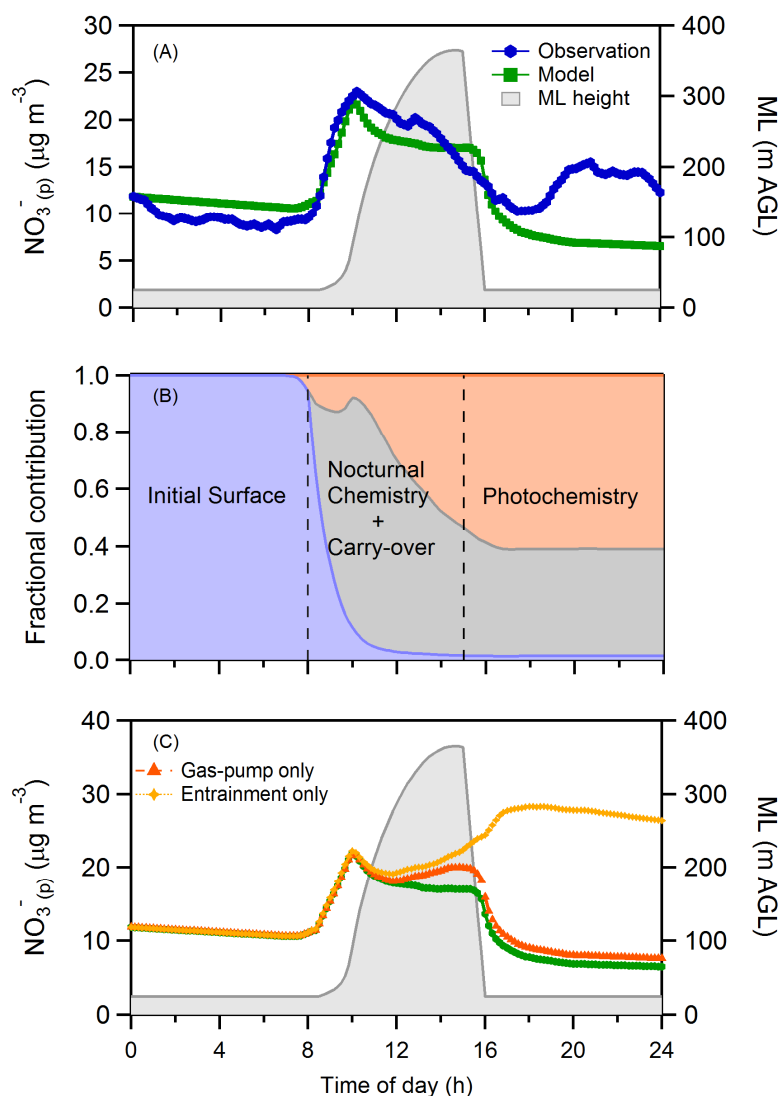 30
25
20
15
10
5
0
NO₃⁻ (p) (µg m⁻³)
(A)
Observation
Model
ML height
400
300
200
100
0
ML (m AGL)
1.0
0.8
0.6
0.4
0.2
0.0
Fractional contribution
(B)
Initial Surface
Nocturnal
Chemistry
+
Carry-over
Photochemistry
40
30
20
10
0
NO₃⁻ (p) (µg m⁻³)
(C)
Gas-pump only
Entrainment only
400
300
200
100
0
ML (m AGL)
0 4 8 12 16 20 24
Time of day (h)